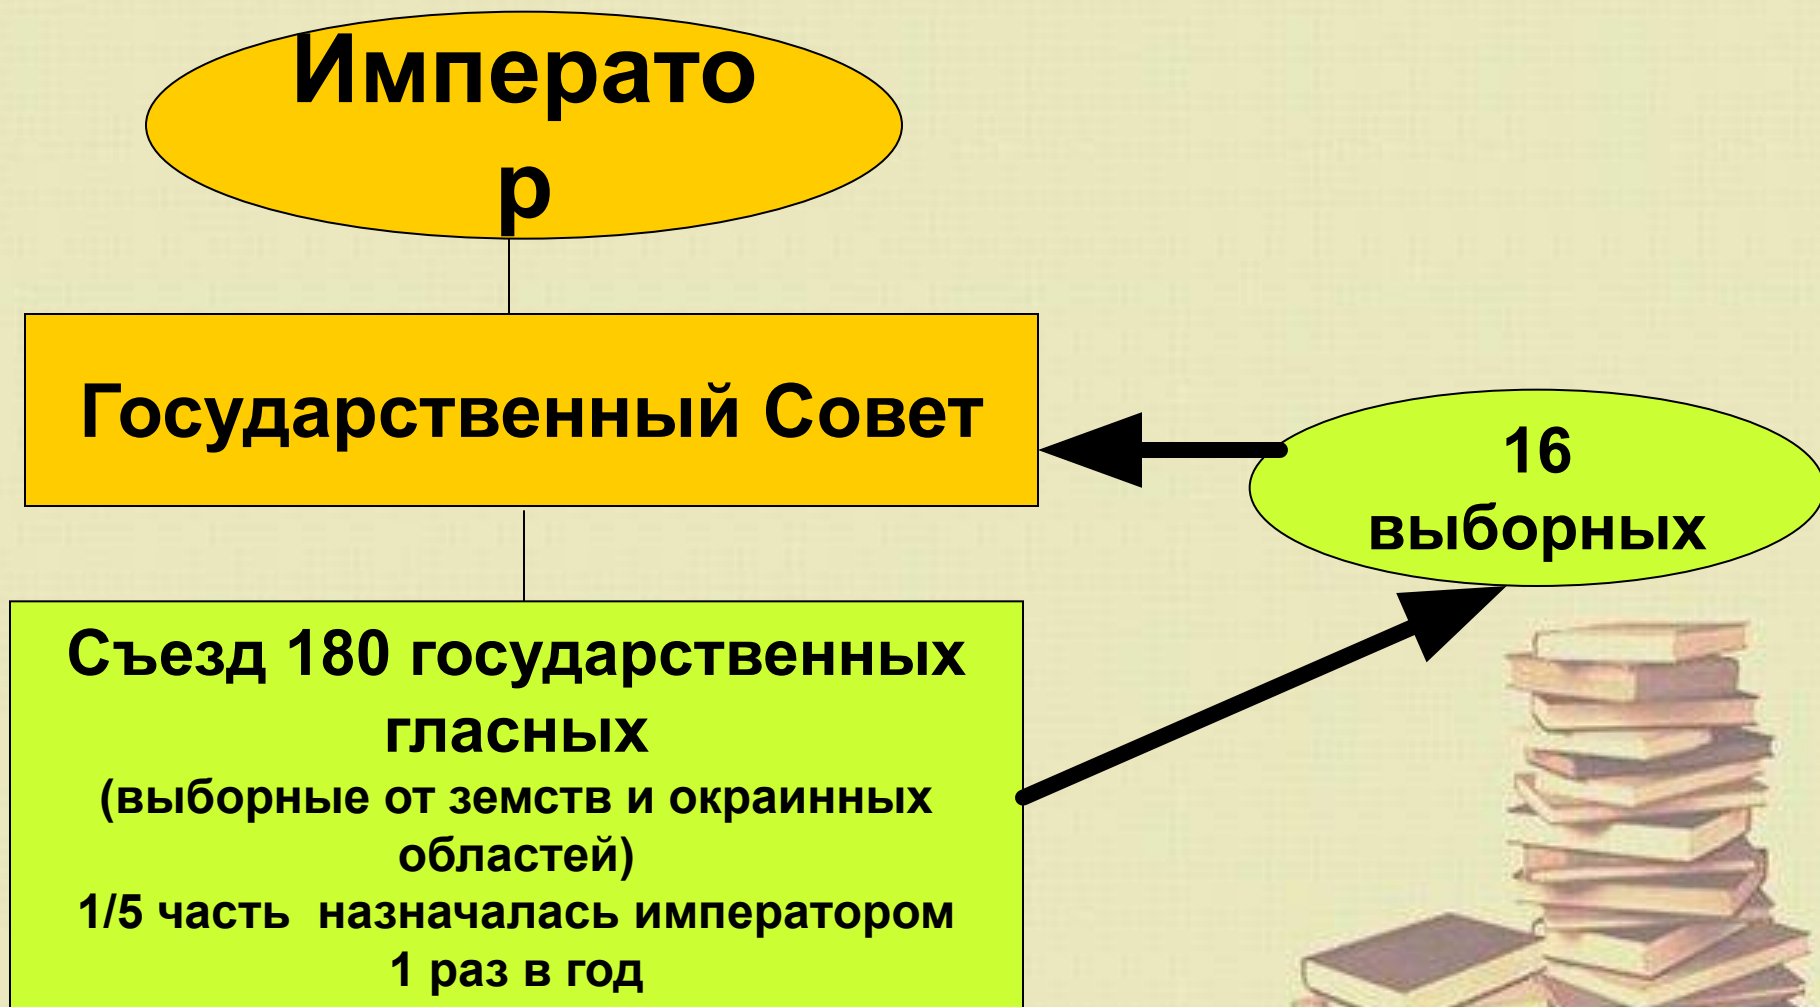 Императо
р
Государственный Совет
16
выборных
Съезд 180 государственных
гласных
(выборные от земств и окраинных
областей)
1/5 часть назначалась императором
1 раз в год